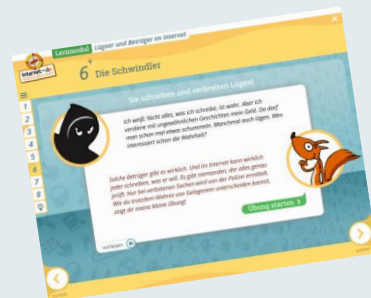 Lernmodul Lügner und Betrüger im Internet
internet-abc
6+ Die Schwindler
Sie schreiben und verbreiten Lügen!
Ich weiß: Nicht alles, was ich schreibe, ist wahr. Aber ich
verdiene mit ungewöhnlichen Geschichten mein Geld. Da darf
man schon mal etwas schummeln. Manchmal auch lügen. Wen
interessiert schon die Wahrheit?
Solche Betrüger gibt es wirklich. Und im Internet kann wirklich
jeder schreiben, was er will. Es gibt niemanden, der alles genau
prüft. Nur bei verbotenen Sachen wird von der Polizei ermittelt.
Wie du trotzdem Wahres von Gelogenem unterscheiden kannst,
zeigt dir meine kleine Übung!
Übung starten >
vorlesen
1
2
3
4
5
6
7
8
9
zurück
weiter